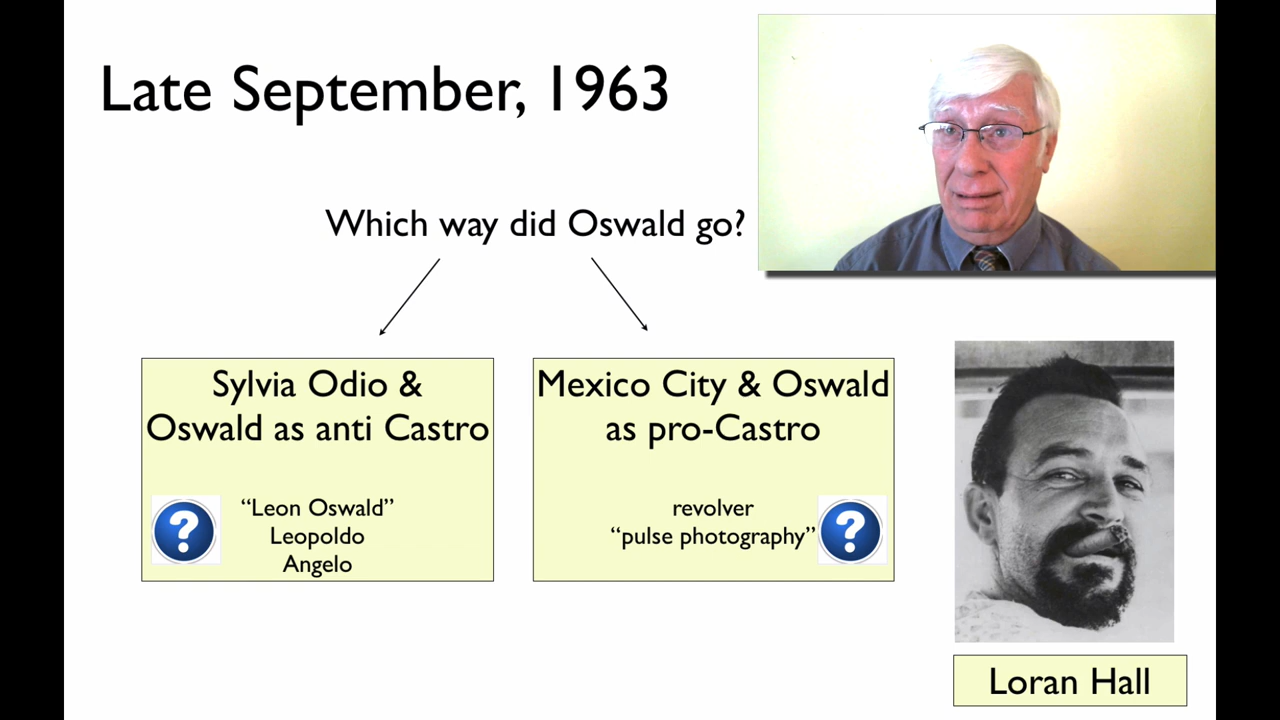 Late September, 1963
Which way did Oswald go?
Sylvia Odio &
Oswald as anti Castro
“Leon Oswald”
Leopoldo
Angelo
?
Mexico City & Oswald
as pro-Castro
revolver
“pulse photography”
?
Loran Hall